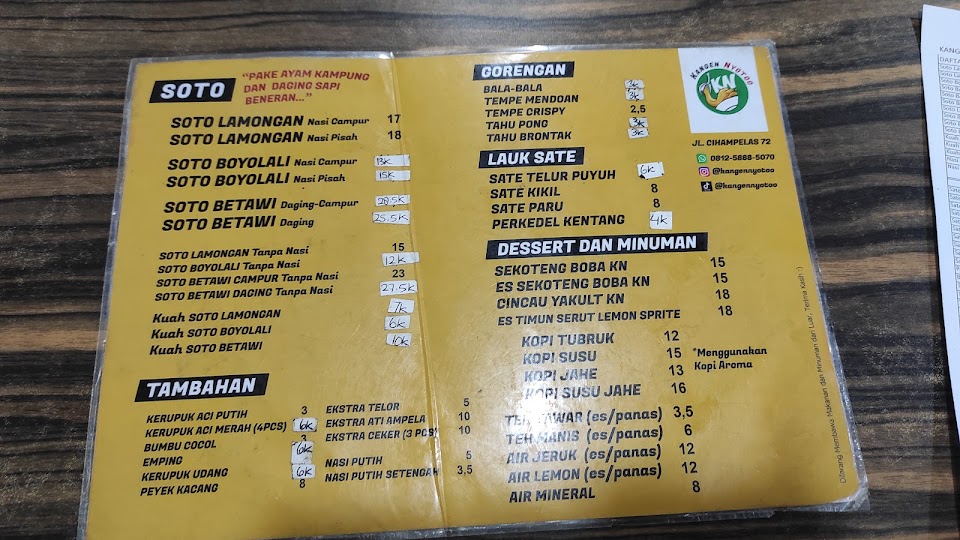 SOTO
“PAKE AYAM KAMPUNG
DAN DAGING SAPI
BENERAN...”
SOTO LAMONGAN Nasi Campur 17
SOTO LAMONGAN Nasi Pisah 18
SOTO BOYOLALI Nasi Campur 13K
SOTO BOYOLALI Nasi Pisah 15K
SOTO BETAWI Daging-Campur
SOTO BETAWI Daging 25.5K
SOTO LAMONGAN Tanpa Nasi 15
SOTO BOYOLALI Tanpa Nasi 12k
SOTO BETAWI CAMPUR Tanpa Nasi 23
SOTO BETAWI DAGING Tanpa Nasi 27.5k
Kuah SOTO LAMONGAN 7k
Kuah SOTO BOYOLALI 6k
Kuah SOTO BETAWI 10k
TAMBAHAN
KERUPUK ACI PUTIH 3
KERUPUK ACI MERAH (4PCS) 6k
BUMBU COCOL 3
EMPING 6k
KERUPUK UDANG 6k
PEYEK KACANG 8
EKSTRA TELOR 5
EKSTRA ATI AMPELA 10
EKSTRA CEKER (3 PCS) 10
NASI PUTIH 5
NASI PUTIH SETENGAH 3,5
GORENGAN
BALA-BALA 3k
TEMPE MENDOAN 3k
TEMPE CRISPY 2,5
TAHU PONG 3k
TAHU BRONTAK 3k
LAUK SATE
SATE TELUR PUYUH 6k
SATE KIKIL 8
SATE PARU 8
PERKEDEL KENTANG 4k
DESSERT DAN MINUMAN
SEKOTENG BOBA KN 15
ES SEKOTENG BOBA KN 15
CINCAU YAKULT KN 18
ES TIMUN SERUT LEMON SPRITE 18
KOPI TUBRUK 12
KOPI SUSU 15
KOPI JAHE 13
KOPI SUSU JAHE 16
*Menggunakan
Kopi Aroma
TEH TAWAR (es/panas) 3,5
TEH MANIS (es/panas) 6
AIR JERUK (es/panas) 12
AIR LEMON (es/panas) 12
AIR MINERAL 8
KANGEN NYOTOO
KN
JL. CIHAMPELAS 72
0812-5888-5070
@kangennyotoo
@kangennyotoo
Dilarang Membawa Makanan dan Minuman dari Luar, Terima Kasih :)